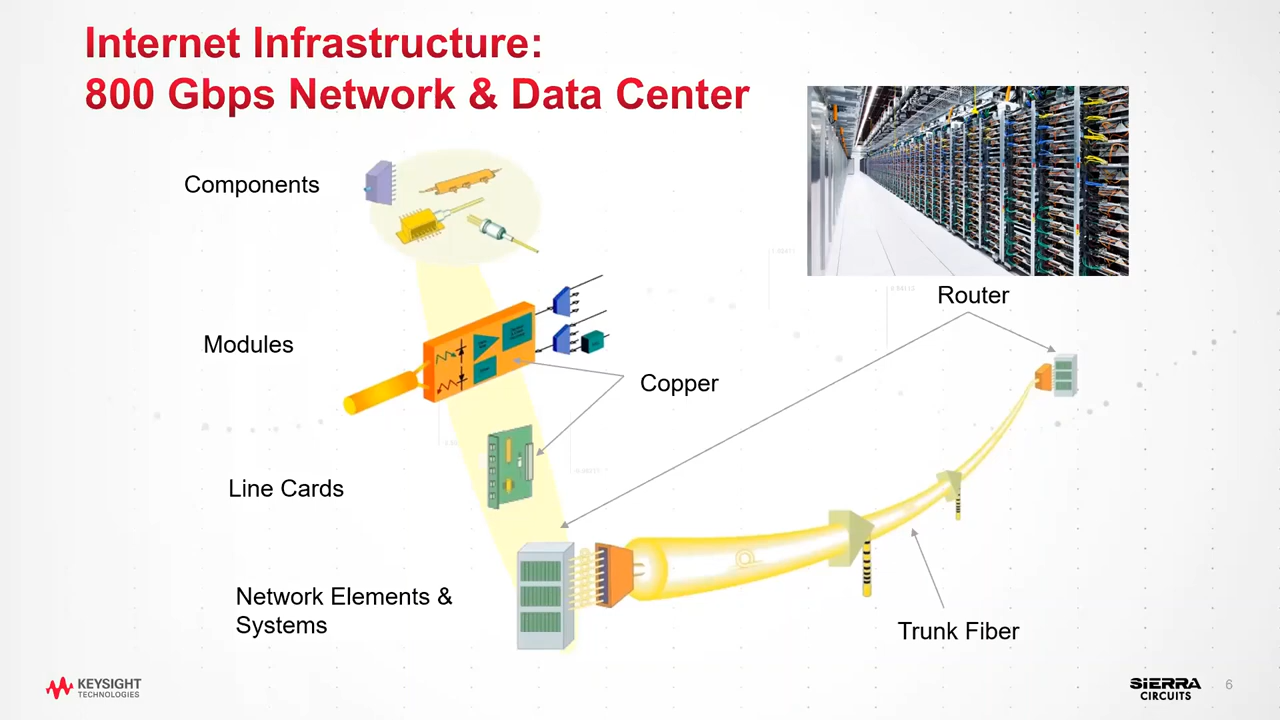 Internet Infrastructure:
800 Gbps Network & Data Center
Components
Router
Modules
Copper
Line Cards
Network Elements &
Systems
Trunk Fiber
KEYSIGHT
TECHNOLOGIES
SIERRA
CIRCUITS
6